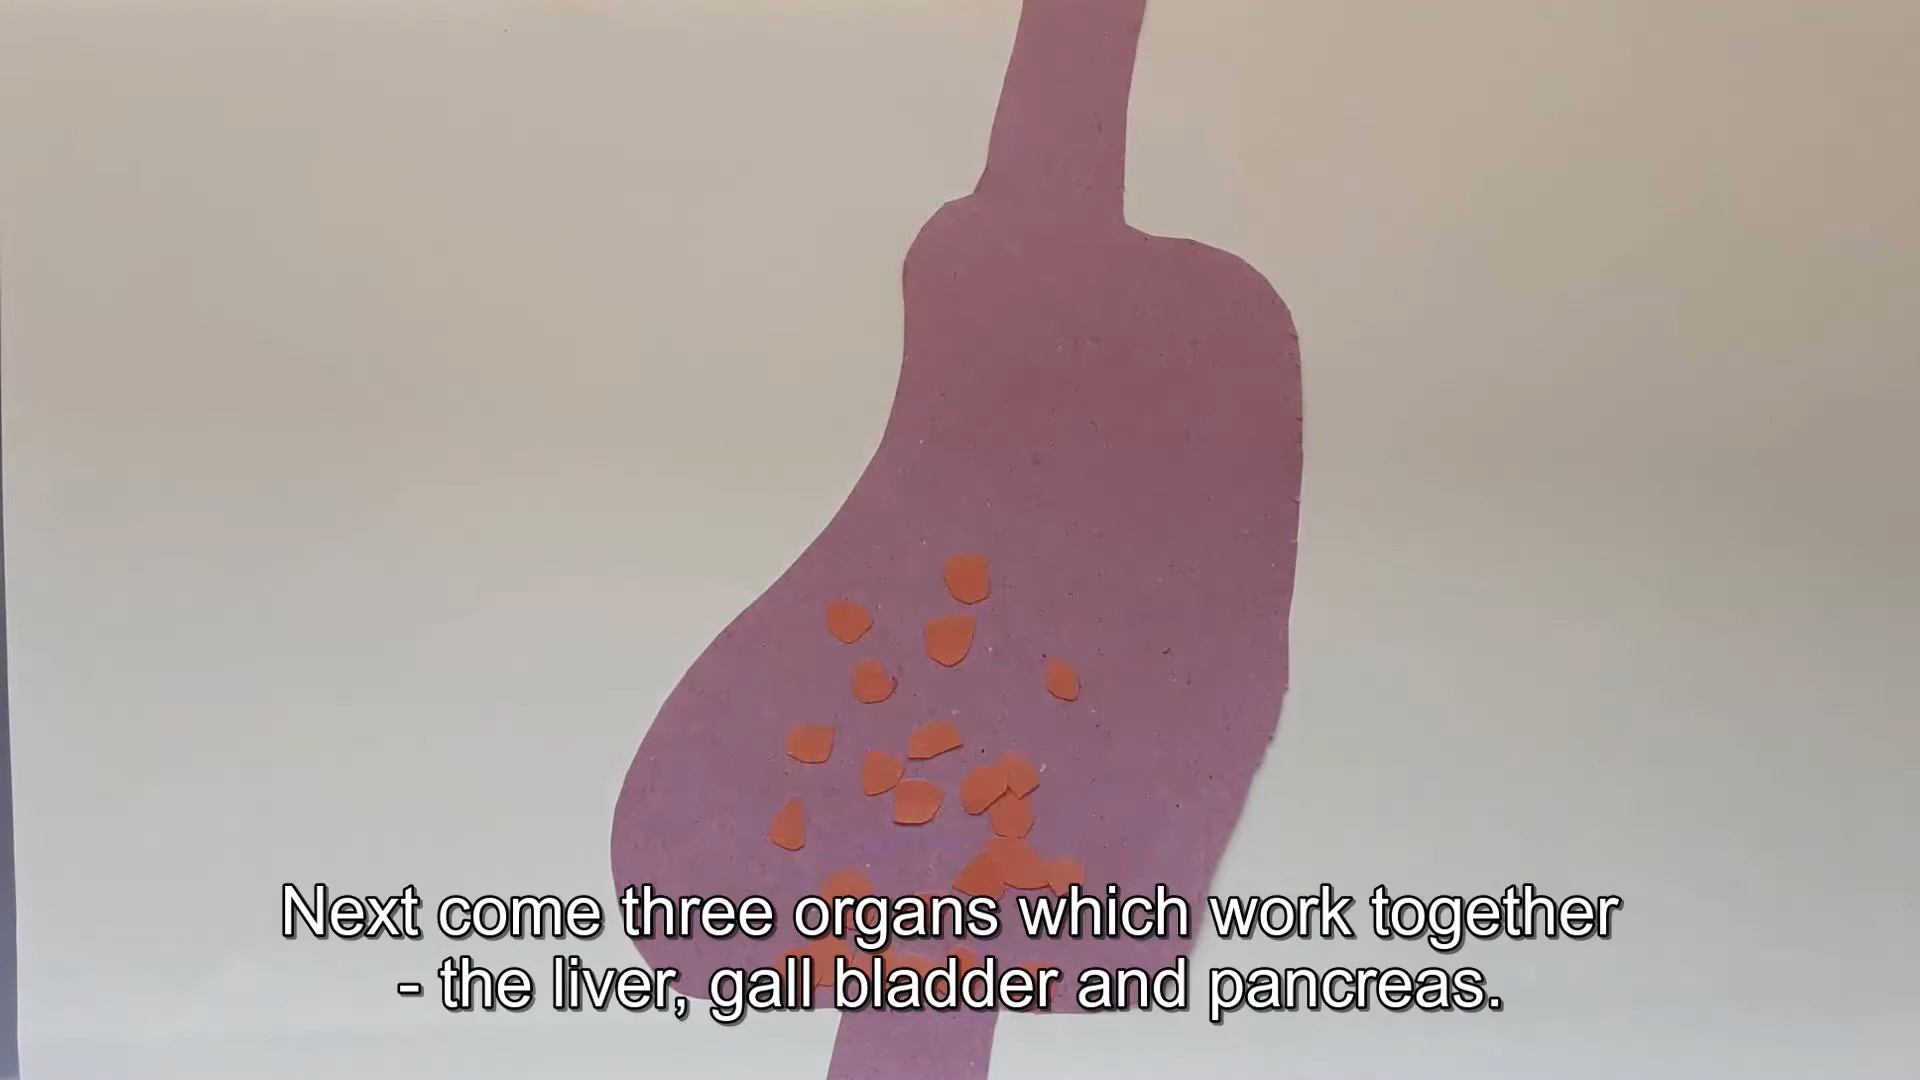 Next come three organs which work together
- the liver, gall bladder and pancreas.